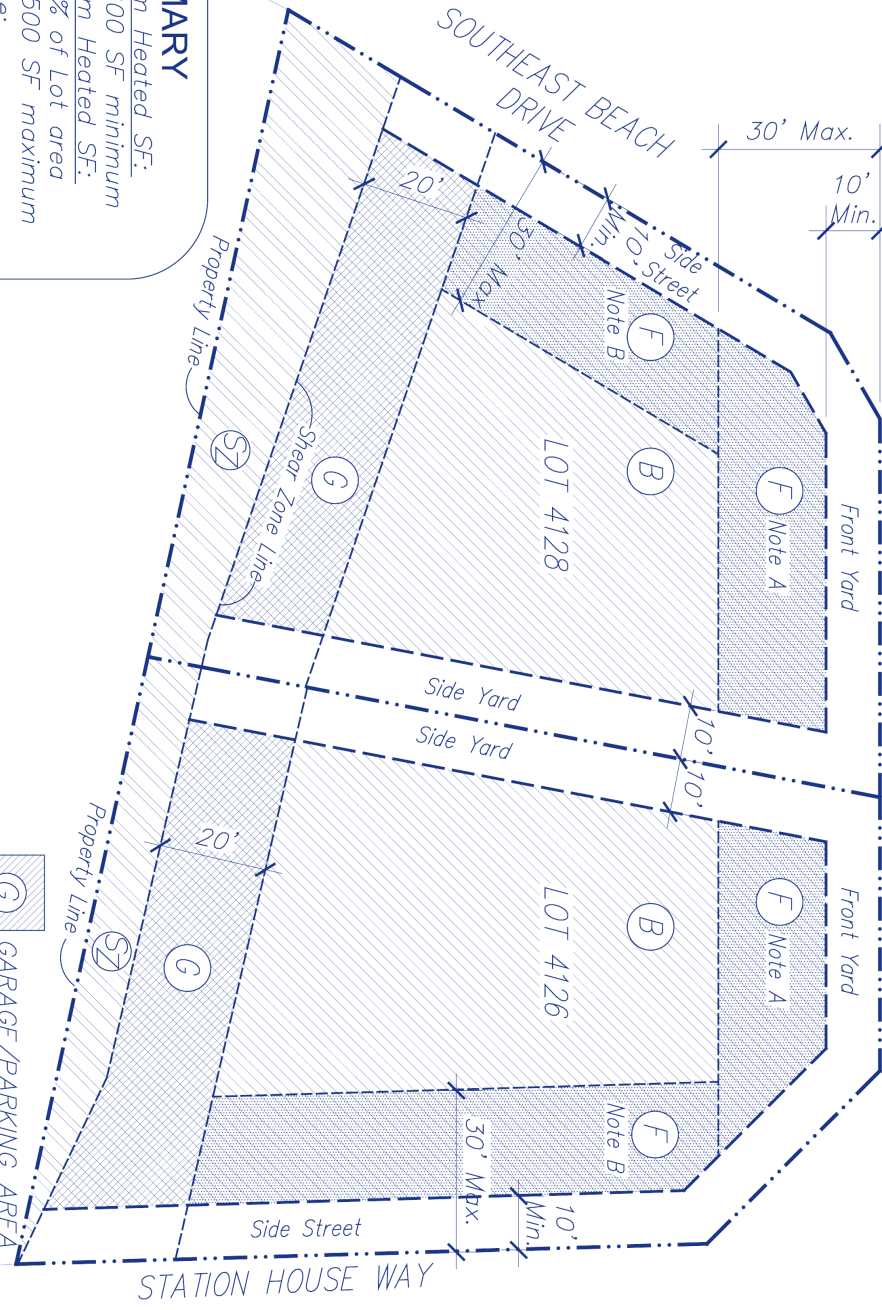 MARY
Heated SF:
00 SF minimum
Heated SF:
% of Lot area
500 SF maximum
SOUTHEAST BEACH
DRIVE
30' Max.
10'
Min.
20'
30' Max.
10'
Min.
Side
Street
F
Note B
F
Note A
Front Yard
B
LOT 4128
G
Shear Zone Line
Property Line
SZ
Side Yard
Side Yard
10'
10'
F
Note A
Front Yard
B
LOT 4126
20'
G
Property Line
SZ
F
Note B
30' Max.
10'
Min.
Side Street
STATION HOUSE WAY
G
GARAGE/PARKING AREA